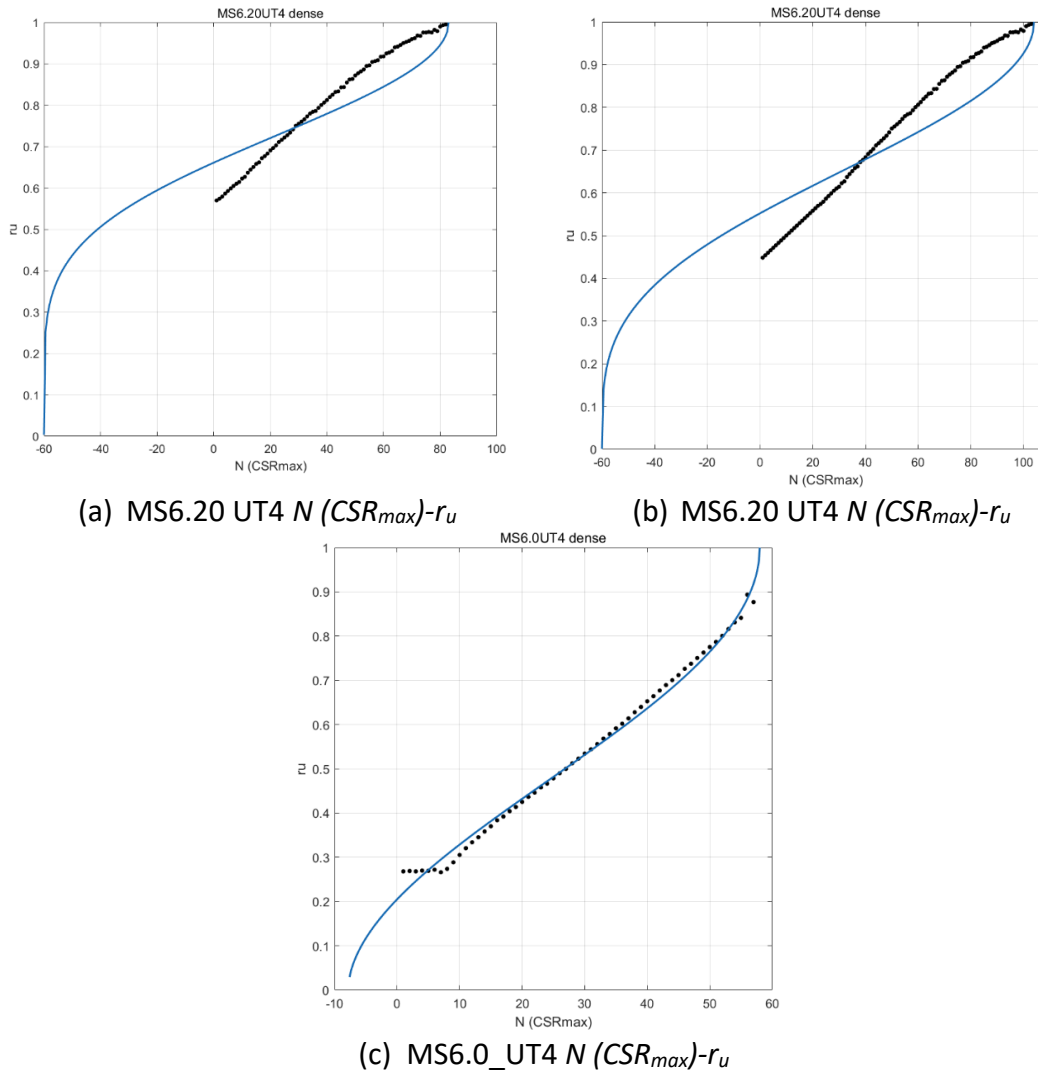 MS6.20UT4 dense
1
0.9
0.8
0.7
0.6
ru
0.5
0.4
0.3
0.2
0.1
0
-60 -40 -20 0 20 40 60 80 100
N (CSRmax)
(a) MS6.20 UT4 N (CSRmax)-ru
MS6.20UT4 dense
1
0.9
0.8
0.7
0.6
ru
0.5
0.4
0.3
0.2
0.1
0
-60 -40 -20 0 20 40 60 80 100
N (CSRmax)
(b) MS6.20 UT4 N (CSRmax)-ru
MS6.0UT4 dense
1
0.9
0.8
0.7
0.6
ru
0.5
0.4
0.3
0.2
0.1
0
-10 0 10 20 30 40 50 60
N (CSRmax)
(c) MS6.0_UT4 N (CSRmax)-ru